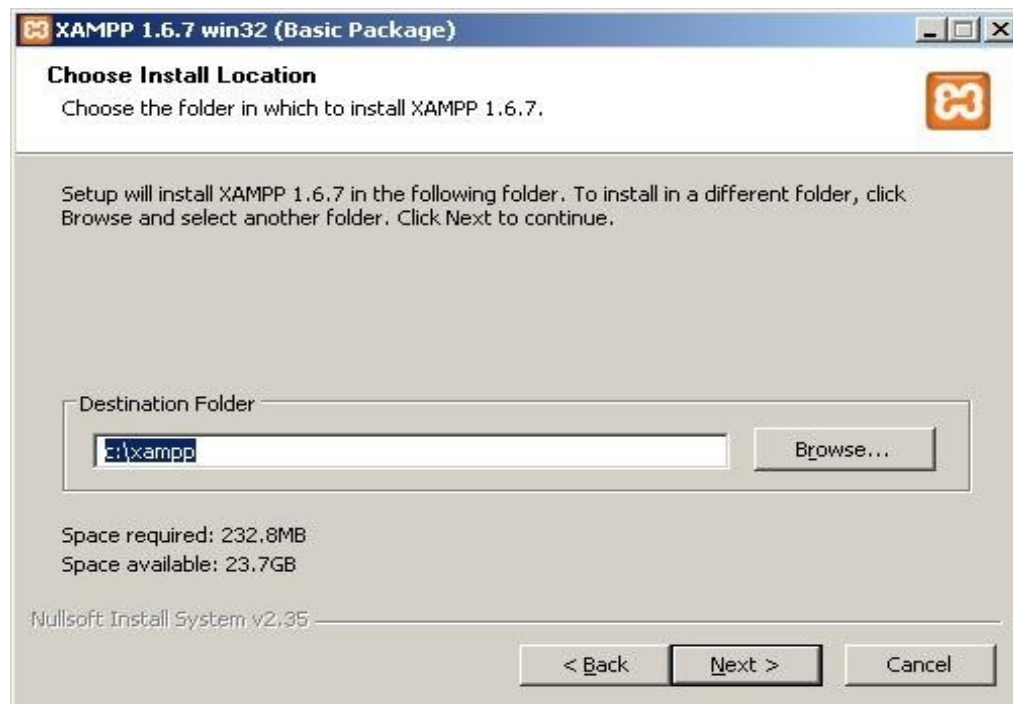 XAMPP 1.6.7 win32 (Basic Package)
Choose Install Location
Choose the folder in which to install XAMPP 1.6.7.
Setup will install XAMPP 1.6.7 in the following folder. To install in a different folder, click
Browse and select another folder. Click Next to continue.
Destination Folder
c:\xampp
Browse...
Space required: 232.8MB
Space available: 23.7GB
Nullsoft Install System v2.35
< Back
Next >
Cancel